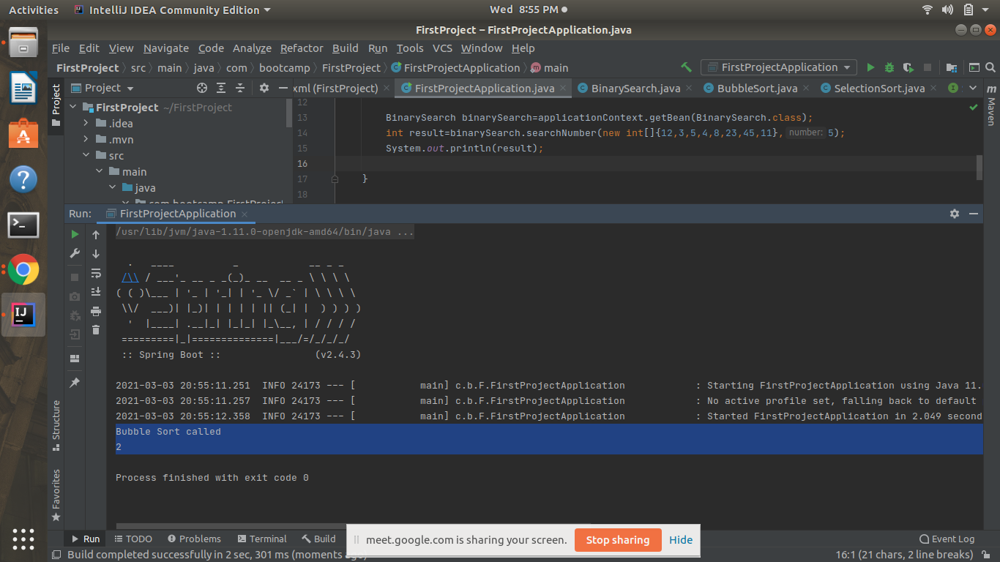 Activities IntelliJ IDEA Community Edition Wed 8:55 PM
FirstProject – FirstProjectApplication.java
File Edit View Navigate Code Analyze Refactor Build Run Tools VCS Window Help
FirstProject src main java com bootcamp FirstProject FirstProjectApplication main FirstProjectApplication
Project xml (FirstProject) FirstProjectApplication.java BinarySearch.java BubbleSort.java SelectionSort.java
Project
Maven
FirstProject ~/FirstProject
.idea
.mvn
src
main
java
com.bootcamp.FirstProject
12
13 BinarySearch binarySearch=applicationContext.getBean(BinarySearch.class);
14 int result=binarySearch.searchNumber(new int[]{12,3,5,4,8,23,45,11}, number: 5);
15 System.out.println(result);
16
17 }
18
Run: FirstProjectApplication
/usr/lib/jvm/java-1.11.0-openjdk-amd64/bin/java ...
  .   ____          _            __ _ _
 /\\ / ___'_ __ _ _(_)_ __  __ _ \ \ \ \
( ( )\___ | '_ | '_| | '_ \/ _` | \ \ \ \
 \\/  ___)| |_)| | | | | || (_| |  ) ) ) )
  '  |____| .__|_| |_|_| |_\__, | / / / /
 =========|_|==============|___/=/_/_/_/
 :: Spring Boot ::                (v2.4.3)
2021-03-03 20:55:11.251  INFO 24173 --- [           main] c.b.F.FirstProjectApplication            : Starting FirstProjectApplication using Java 11.
2021-03-03 20:55:11.257  INFO 24173 --- [           main] c.b.F.FirstProjectApplication            : No active profile set, falling back to default
2021-03-03 20:55:12.358  INFO 24173 --- [           main] c.b.F.FirstProjectApplication            : Started FirstProjectApplication in 2.049 second
Bubble Sort called
2
Process finished with exit code 0
Structure
Favorites
Run TODO Problems Terminal Build Event Log
meet.google.com is sharing your screen. Stop sharing Hide
Build completed successfully in 2 sec, 301 ms (moments ago) 16:1 (21 chars, 2 line breaks)